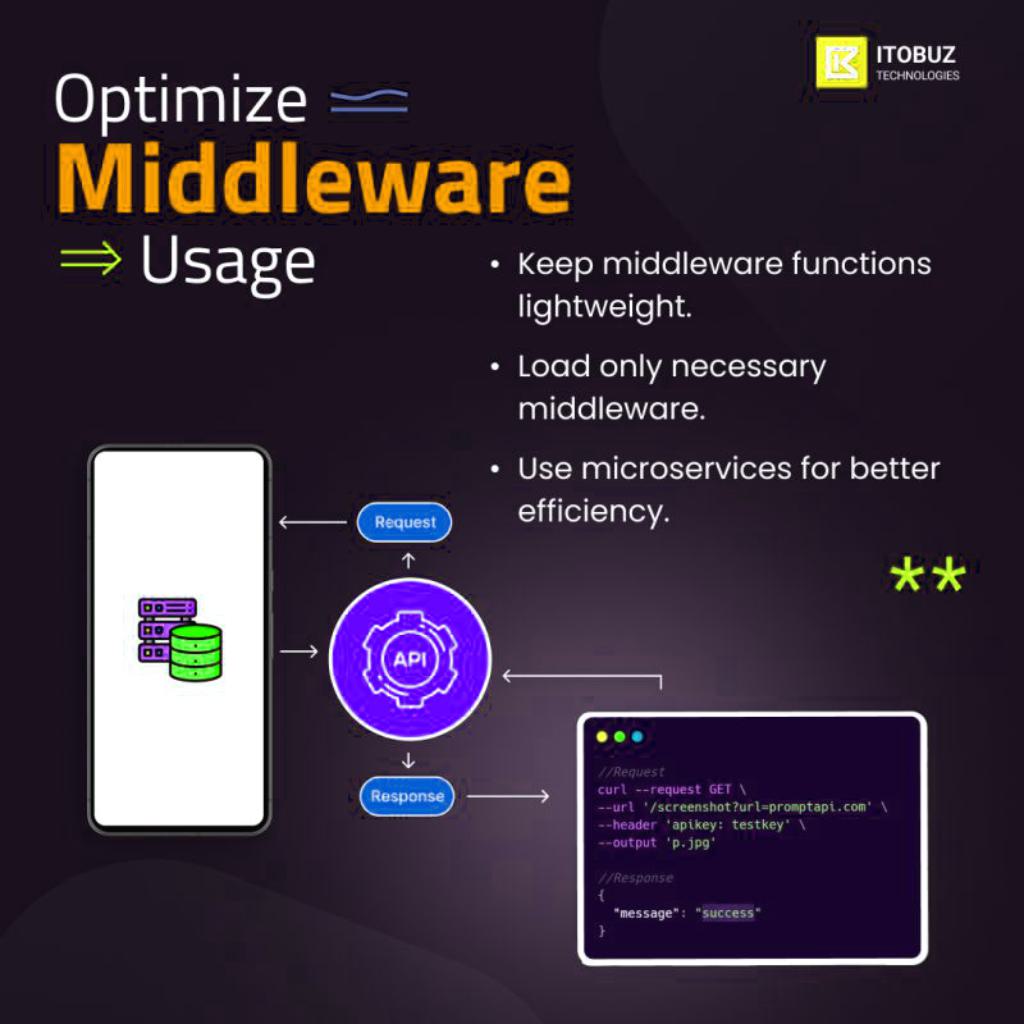 ITOBUZ
TECHNOLOGIES
Optimize
Middleware
Usage
• Keep middleware functions
lightweight.
• Load only necessary
middleware.
• Use microservices for better
efficiency.
**
Request
API
Response
//Request
curl --request GET \
--url '/screenshot?url=promptapi.com' \
--header 'apikey: testkey' \
--output 'p.jpg'
//Response
{
"message": "success"
}